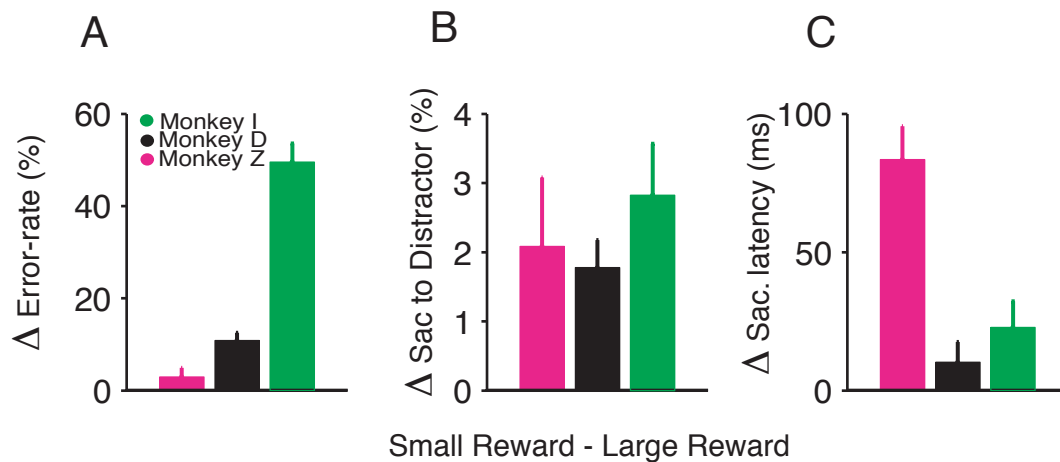 A
B
C
Δ Error-rate (%)
60
40
20
0
Monkey I
Monkey D
Monkey Z
Δ Sac to Distractor (%)
4
3
2
1
0
Δ Sac. latency (ms)
100
50
0
Small Reward - Large Reward